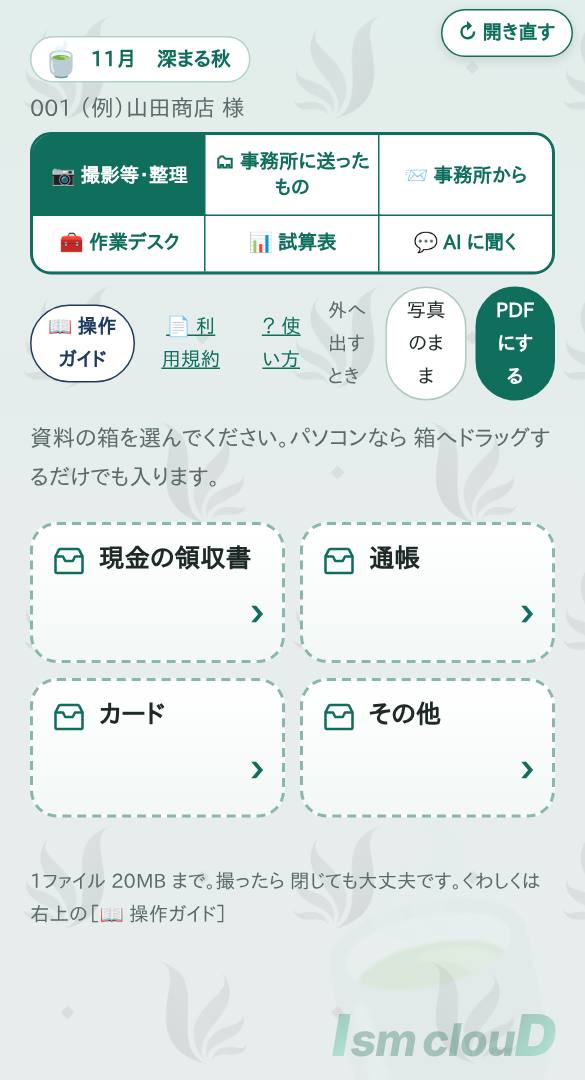 開き直す
11月　深まる秋
001（例）山田商店 様
撮影等・整理
事務所に送った
もの
事務所から
作業デスク
試算表
AI に聞く
操作
ガイド
利
用規約
? 使
い方
外へ
出す
とき
写真
のま
ま
PDF
にす
る
資料の箱を選んでください。パソコンなら 箱へドラッグす
るだけでも入ります。
現金の領収書
通帳
カード
その他
1ファイル 20MB まで。撮ったら 閉じても大丈夫です。くわしくは
右上の［📖 操作ガイド］
Ism clouD